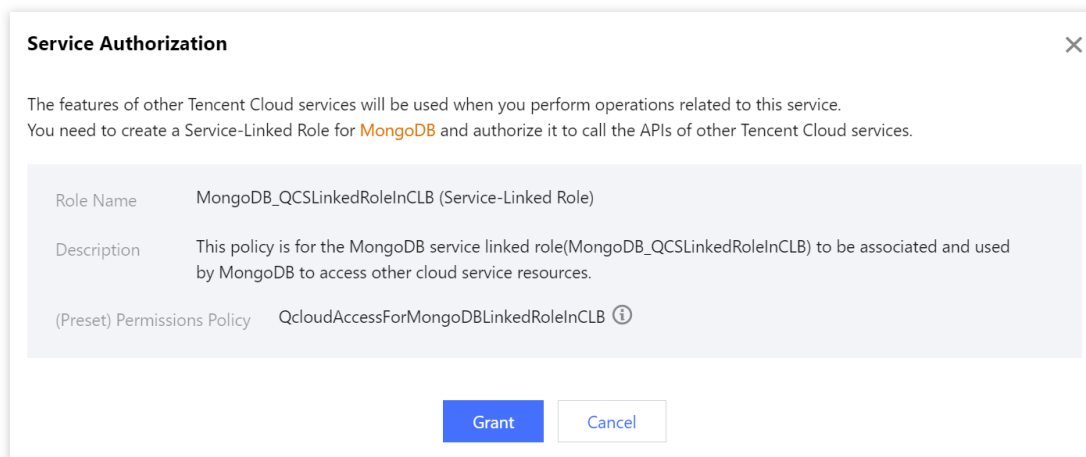 Service Authorization
The features of other Tencent Cloud services will be used when you perform operations related to this service.
You need to create a Service-Linked Role for MongoDB and authorize it to call the APIs of other Tencent Cloud services.
Role Name MongoDB_QCSLinkedRoleInCLB (Service-Linked Role)
Description This policy is for the MongoDB service linked role(MongoDB_QCSLinkedRoleInCLB) to be associated and used
by MongoDB to access other cloud service resources.
(Preset) Permissions Policy QcloudAccessForMongoDBLinkedRoleInCLB
Grant Cancel